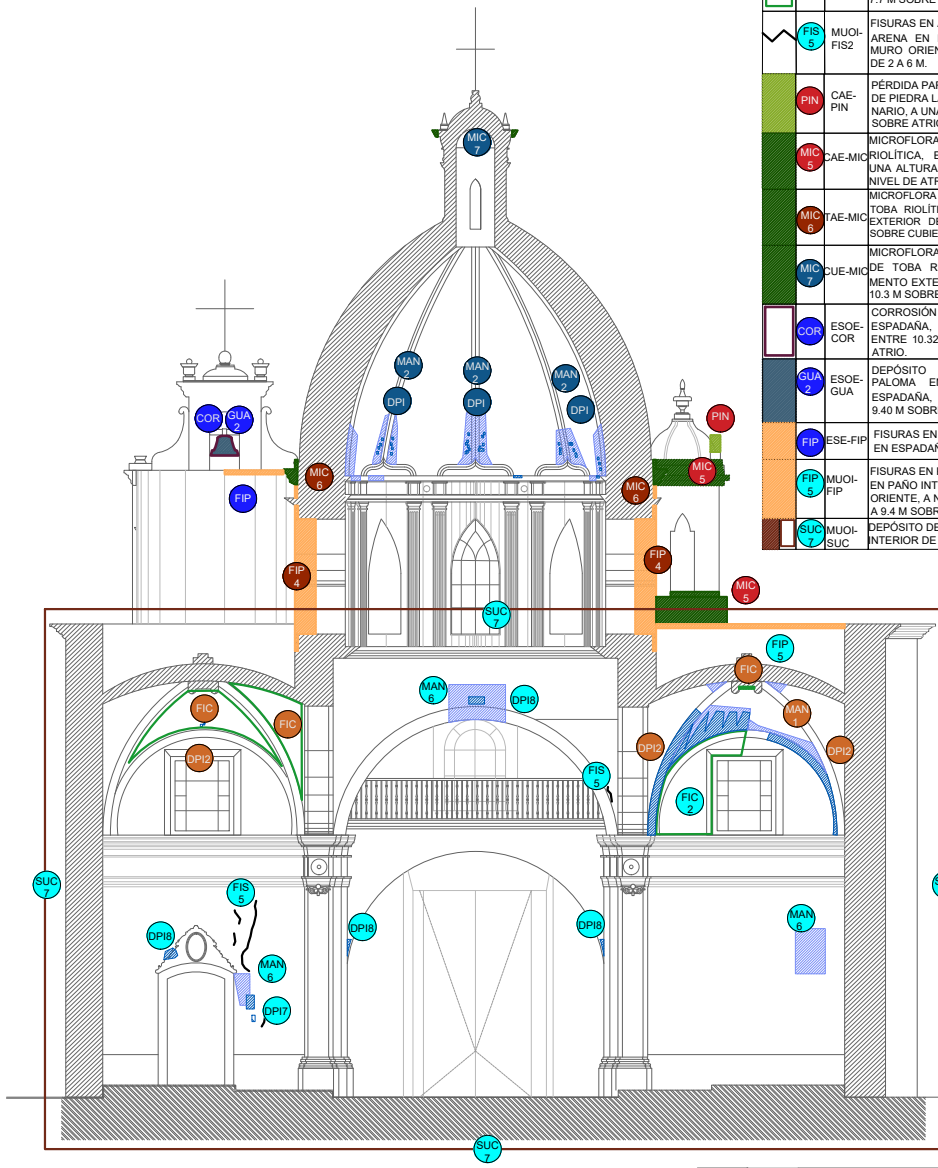 7.7 M SOBRE
FIS 5 MUOI-FIS2 FISURAS EN
ARENA EN
MURO ORIEN
DE 2 A 6 M.
PIN CAE-PIN PÉRDIDA PAR
DE PIEDRA L
NARIO, A UNA
SOBRE ATRIO
MIC 5 CAE-MIC MICROFLORA
RIOLÍTICA, E
UNA ALTURA
NIVEL DE ATR
MIC 6 TAE-MIC MICROFLORA
TOBA RIOLÍT
EXTERIOR DE
SOBRE CUBIE
MIC 7 CUE-MIC MICROFLORA
DE TOBA R
MENTO EXTE
10.3 M SOBRE
COR ESOE-COR CORROSIÓN
ESPADAÑA,
ENTRE 10.32
ATRIO.
GUA 2 ESOE-GUA DEPÓSITO
PALOMA EN
ESPADAÑA,
9.40 M SOBR
FIP ESE-FIP FISURAS EN
EN ESPADAÑ
FIP 5 MUOI-FIP FISURAS EN
EN PAÑO INT
ORIENTE, A N
A 9.4 M SOBR
SUC 7 MUOI-SUC DEPÓSITO DE
INTERIOR DE
MIC 7
MAN 2
MAN 2
MAN 2
DPI
DPI
DPI
COR
GUA 2
PIN
FIP
MIC 6
MIC 6
MIC 5
FIP 4
FIP 4
MIC 5
SUC 7
FIP 5
FIC
MAN 6
DPI8
FIC
FIC
MAN 1
DPI2
DPI2
DPI2
FIS 5
FIC 2
SUC 7
FIS 5
DPI8
DPI8
DPI8
MAN 6
MAN 6
DPI7
SUC 7